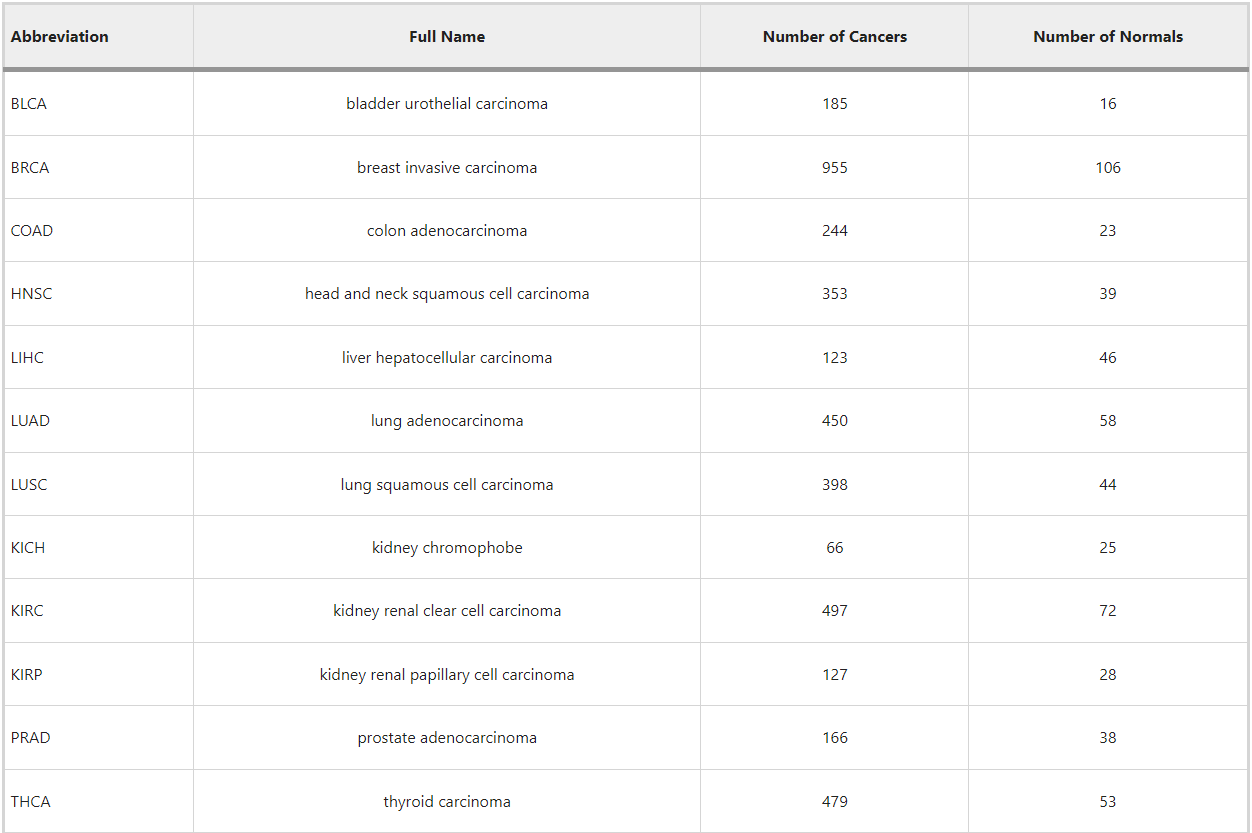 Abbreviation Full Name Number of Cancers Number of Normals
BLCA bladder urothelial carcinoma 185 16
BRCA breast invasive carcinoma 955 106
COAD colon adenocarcinoma 244 23
HNSC head and neck squamous cell carcinoma 353 39
LIHC liver hepatocellular carcinoma 123 46
LUAD lung adenocarcinoma 450 58
LUSC lung squamous cell carcinoma 398 44
KICH kidney chromophobe 66 25
KIRC kidney renal clear cell carcinoma 497 72
KIRP kidney renal papillary cell carcinoma 127 28
PRAD prostate adenocarcinoma 166 38
THCA thyroid carcinoma 479 53